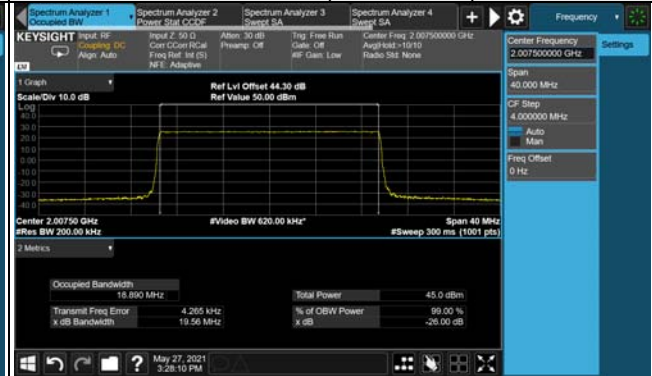 Spectrum Analyzer 1
Occupied BW
Spectrum Analyzer 2
Power Stat CCDF
Spectrum Analyzer 3
Swept SA
Spectrum Analyzer 4
Swept SA
Frequency
KEYSIGHT
Input: RF
Coupling: DC
Align: Auto
Input Z: 50 Ω
Corr CCorr RCal
Freq Ref: Int (S)
NFE: Adaptive
Atten: 30 dB
Preamp: Off
Trig: Free Run
Gate: Off
#IF Gain: Low
Center Freq: 2.007500000 GHz
Avg|Hold:>10/10
Radio Std: None
LXI
Center Frequency
2.007500000 GHz
Settings
Span
40.000 MHz
CF Step
4.000000 MHz
Auto
Man
Freq Offset
0 Hz
1 Graph
Scale/Div 10.0 dB
Ref Lvl Offset 44.30 dB
Ref Value 50.00 dBm
Log
40.0
30.0
20.0
10.0
0.00
-10.0
-20.0
-30.0
-40.0
Center 2.00750 GHz
#Video BW 620.00 kHz*
Span 40 MHz
#Res BW 200.00 kHz
#Sweep 300 ms (1001 pts)
2 Metrics
Occupied Bandwidth
18.890 MHz
Total Power
45.0 dBm
Transmit Freq Error
4.265 kHz
% of OBW Power
99.00 %
x dB Bandwidth
19.56 MHz
x dB
-26.00 dB
May 27, 2021
3:28:10 PM